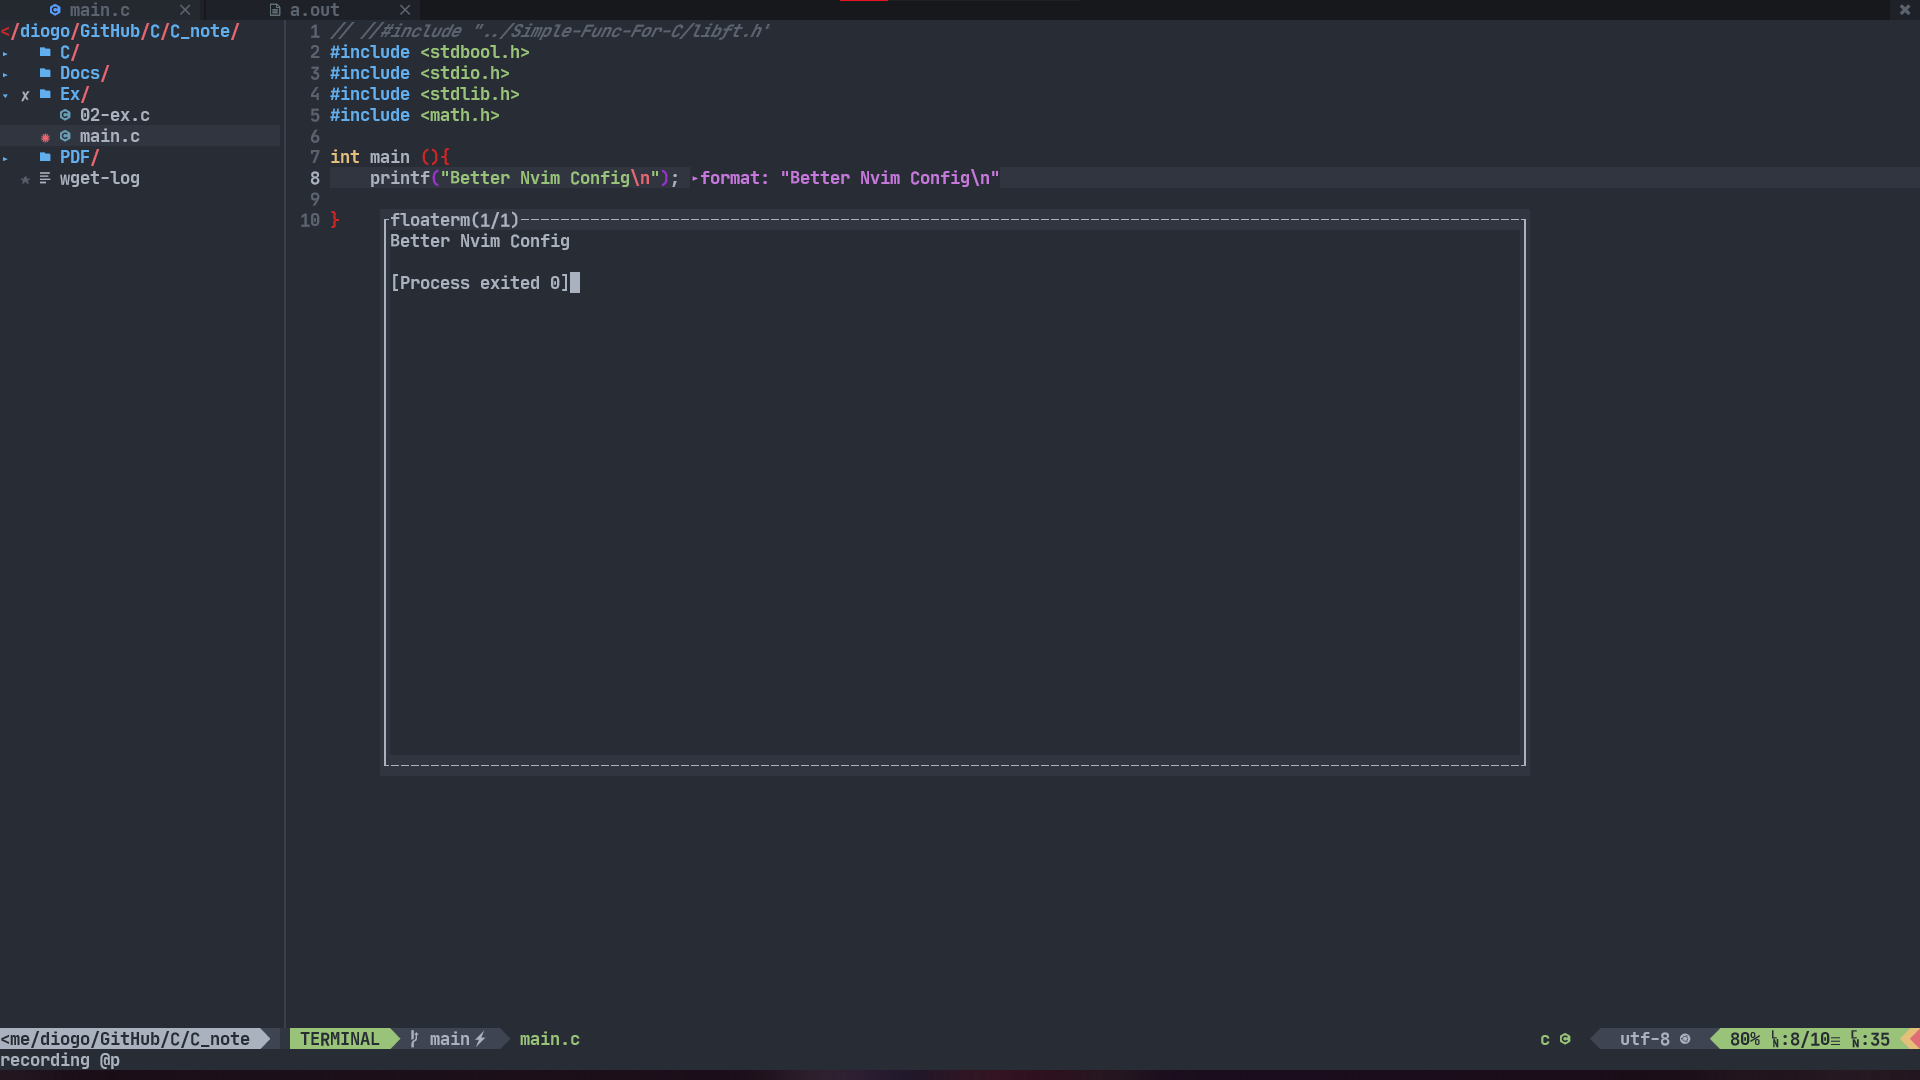 main.c a.out
</diogo/GitHub/C/C_note/
C/
Docs/
Ex/
02-ex.c
main.c
PDF/
wget-log
1 // //#include "../Simple-Func-For-C/libft.h"
2 #include <stdbool.h>
3 #include <stdio.h>
4 #include <stdlib.h>
5 #include <math.h>
6
7 int main (){
8 printf("Better Nvim Config\n"); ▸format: "Better Nvim Config\n"
9
10 }
floaterm(1/1)
Better Nvim Config
[Process exited 0]
<me/diogo/GitHub/C/C_note TERMINAL main main.c c utf-8 80% LN:8/10≡ CN:35
recording @p